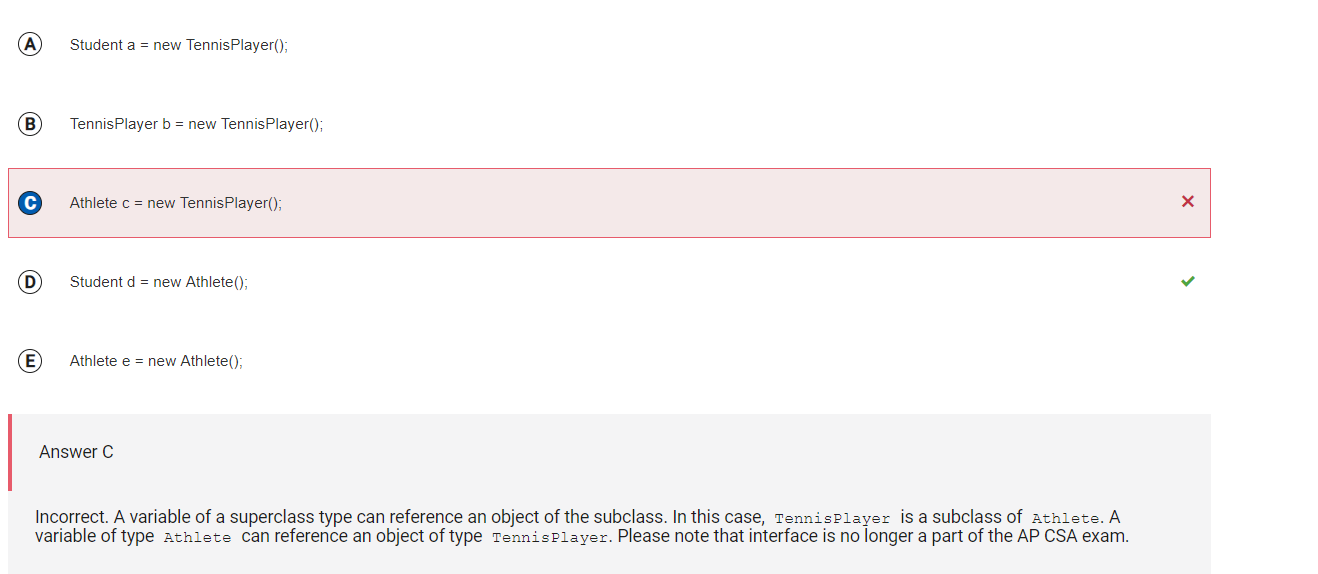 A Student a = new TennisPlayer();
B TennisPlayer b = new TennisPlayer();
C Athlete c = new TennisPlayer();
D Student d = new Athlete();
E Athlete e = new Athlete();
Answer C
Incorrect. A variable of a superclass type can reference an object of the subclass. In this case, TennisPlayer is a subclass of Athlete. A
variable of type Athlete can reference an object of type TennisPlayer. Please note that interface is no longer a part of the AP CSA exam.